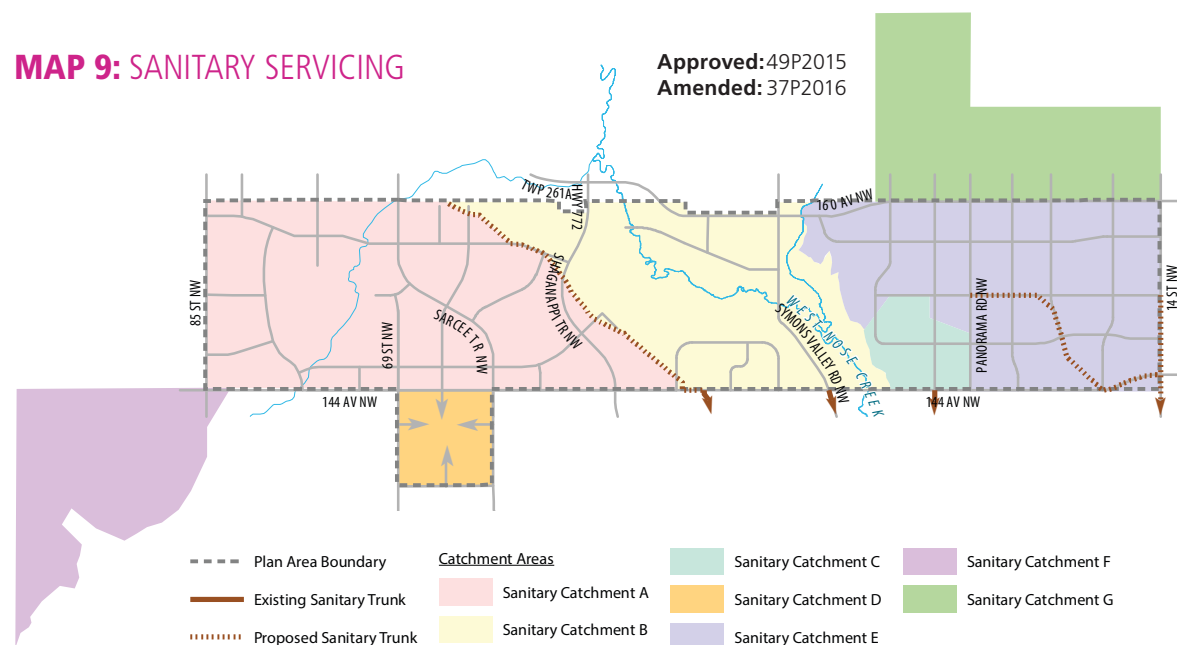 MAP 9: SANITARY SERVICING
Approved: 49P2015
Amended: 37P2016
TWP 261A
HWY 772
160 AV NW
85 ST NW
SHAGANAPPI TR NW
SARCEE TR NW
69 ST NW
WEST NOSE CREEK
SYMONS VALLEY RD NW
PANORAMA RD NW
14 ST NW
144 AV NW
144 AV NW
Plan Area Boundary
Existing Sanitary Trunk
Proposed Sanitary Trunk
Catchment Areas
Sanitary Catchment A
Sanitary Catchment B
Sanitary Catchment C
Sanitary Catchment D
Sanitary Catchment E
Sanitary Catchment F
Sanitary Catchment G